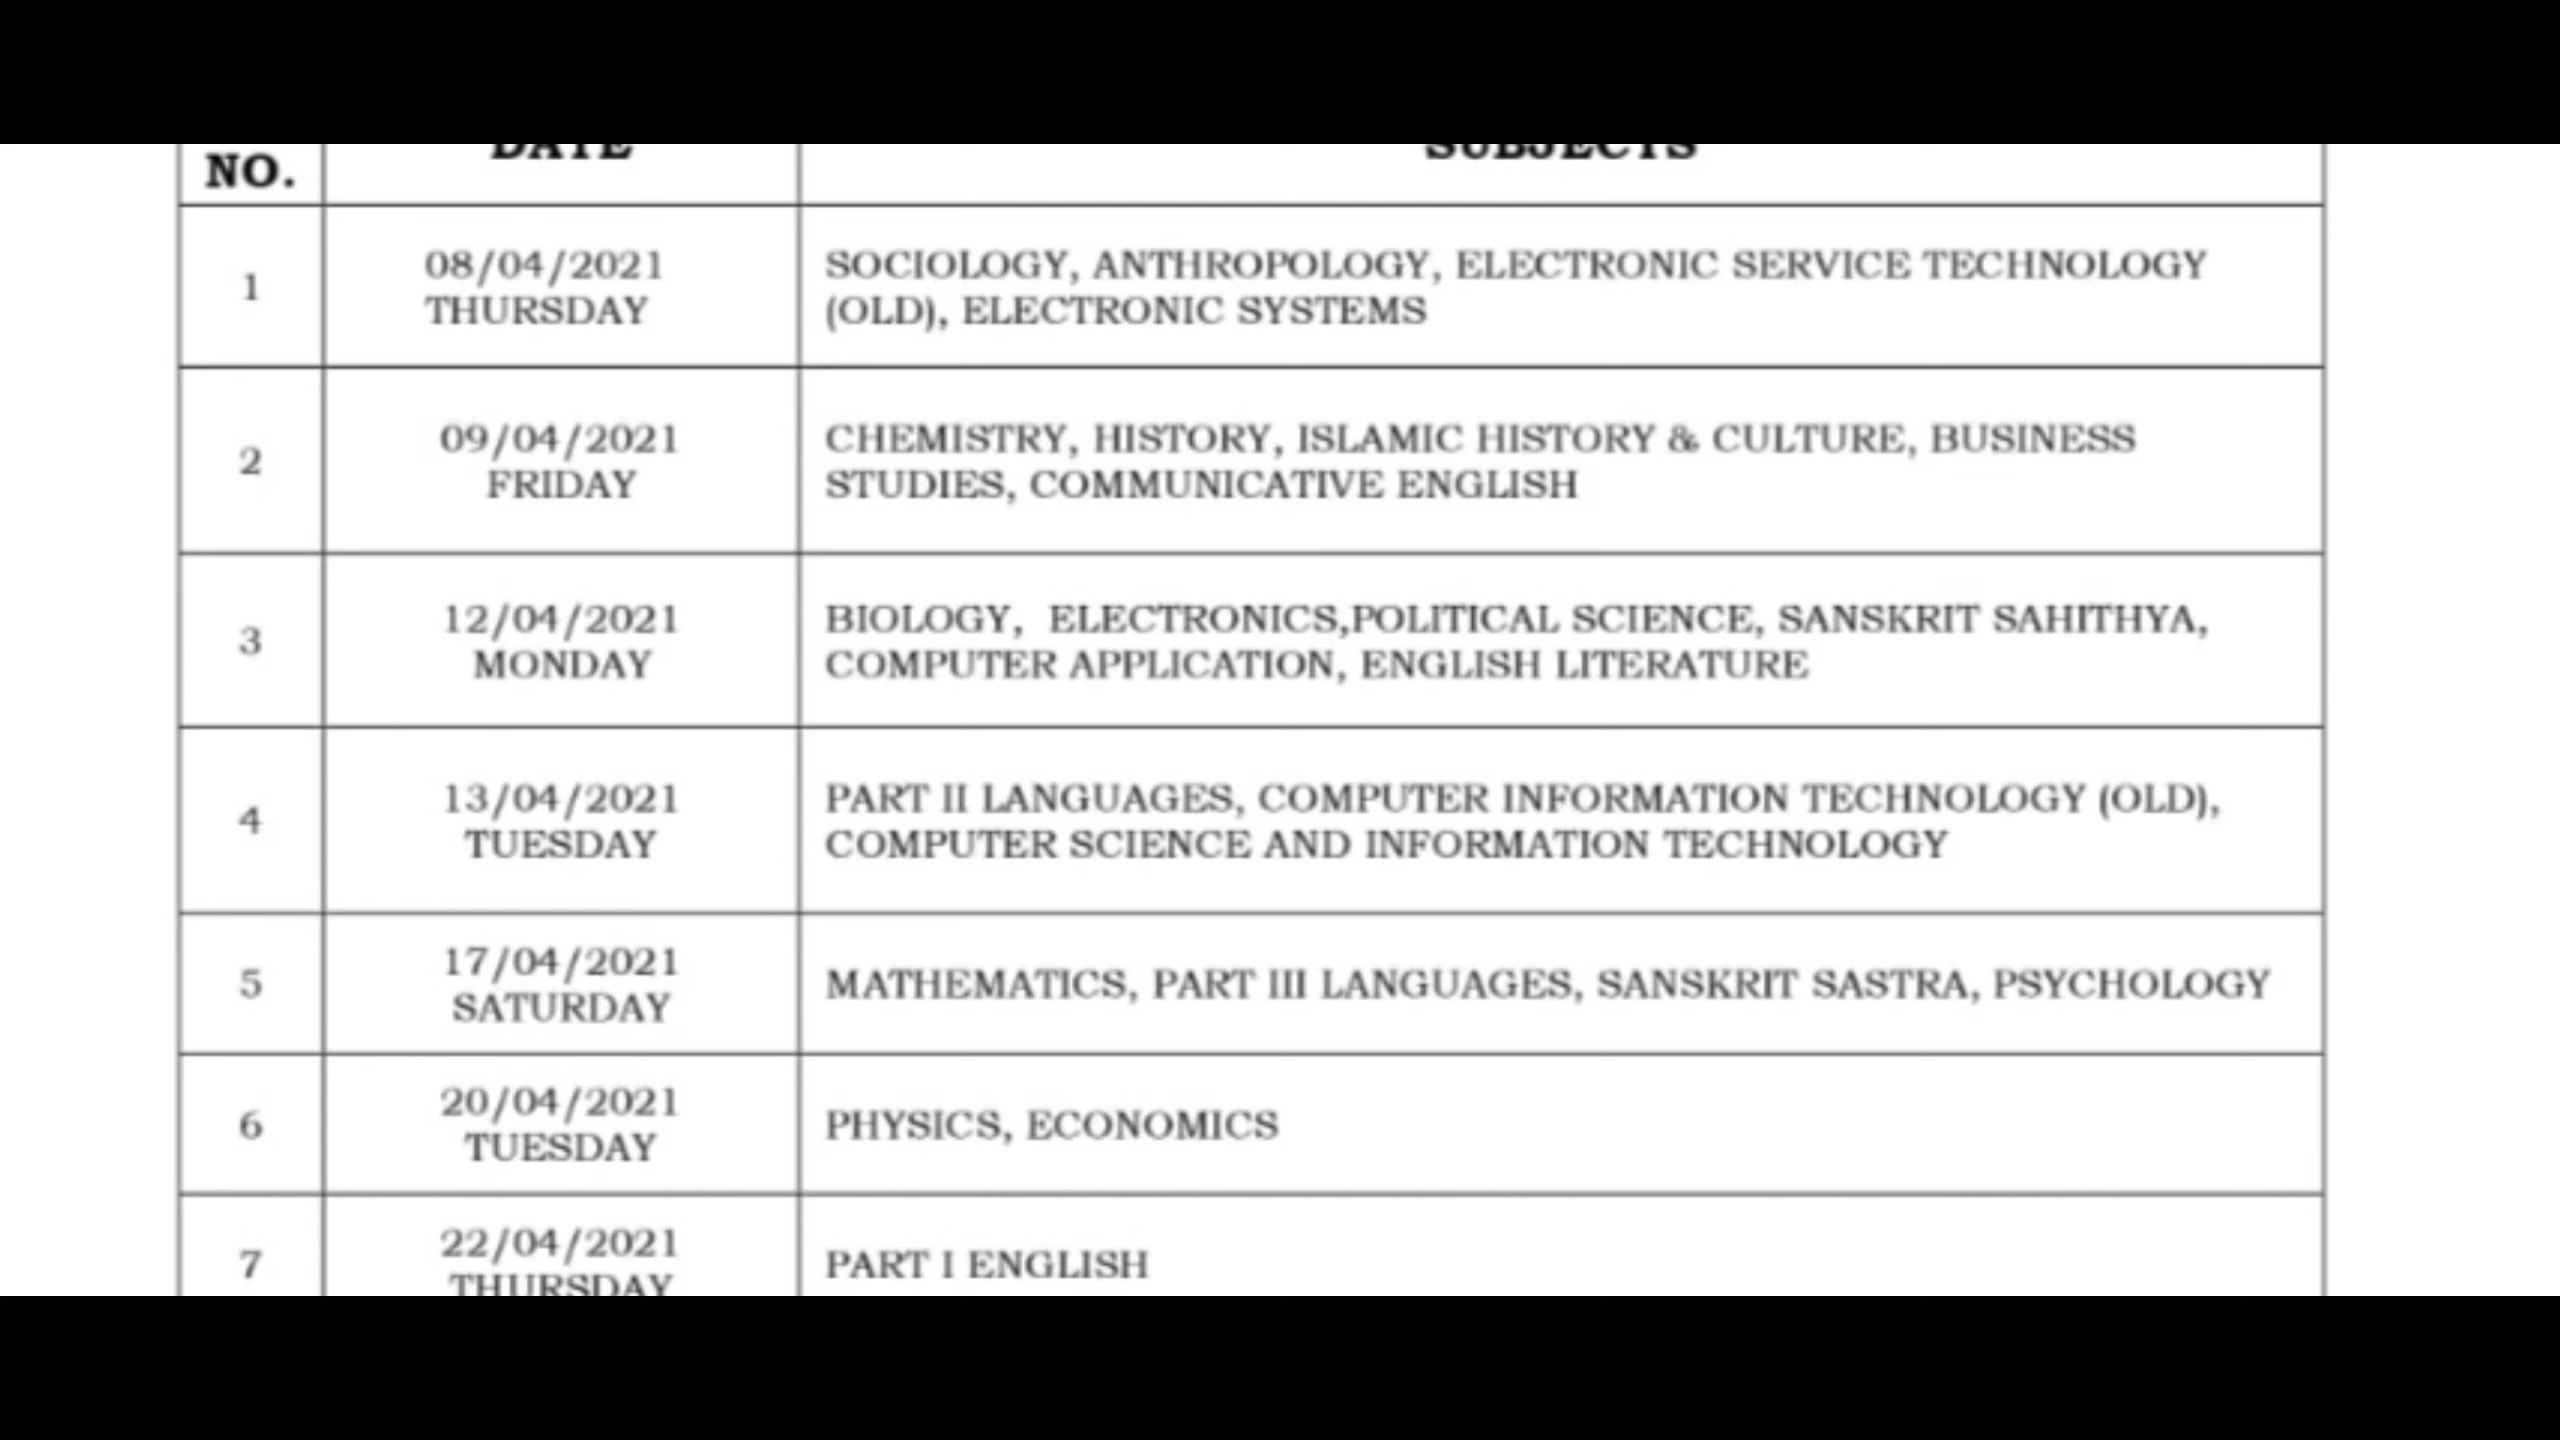 NO.
DATE
SUBJECTS
1
08/04/2021
THURSDAY
SOCIOLOGY, ANTHROPOLOGY, ELECTRONIC SERVICE TECHNOLOGY
(OLD), ELECTRONIC SYSTEMS
2
09/04/2021
FRIDAY
CHEMISTRY, HISTORY, ISLAMIC HISTORY & CULTURE, BUSINESS
STUDIES, COMMUNICATIVE ENGLISH
3
12/04/2021
MONDAY
BIOLOGY,  ELECTRONICS,POLITICAL SCIENCE, SANSKRIT SAHITHYA,
COMPUTER APPLICATION, ENGLISH LITERATURE
4
13/04/2021
TUESDAY
PART II LANGUAGES, COMPUTER INFORMATION TECHNOLOGY (OLD),
COMPUTER SCIENCE AND INFORMATION TECHNOLOGY
5
17/04/2021
SATURDAY
MATHEMATICS, PART III LANGUAGES, SANSKRIT SASTRA, PSYCHOLOGY
6
20/04/2021
TUESDAY
PHYSICS, ECONOMICS
7
22/04/2021
THURSDAY
PART I ENGLISH